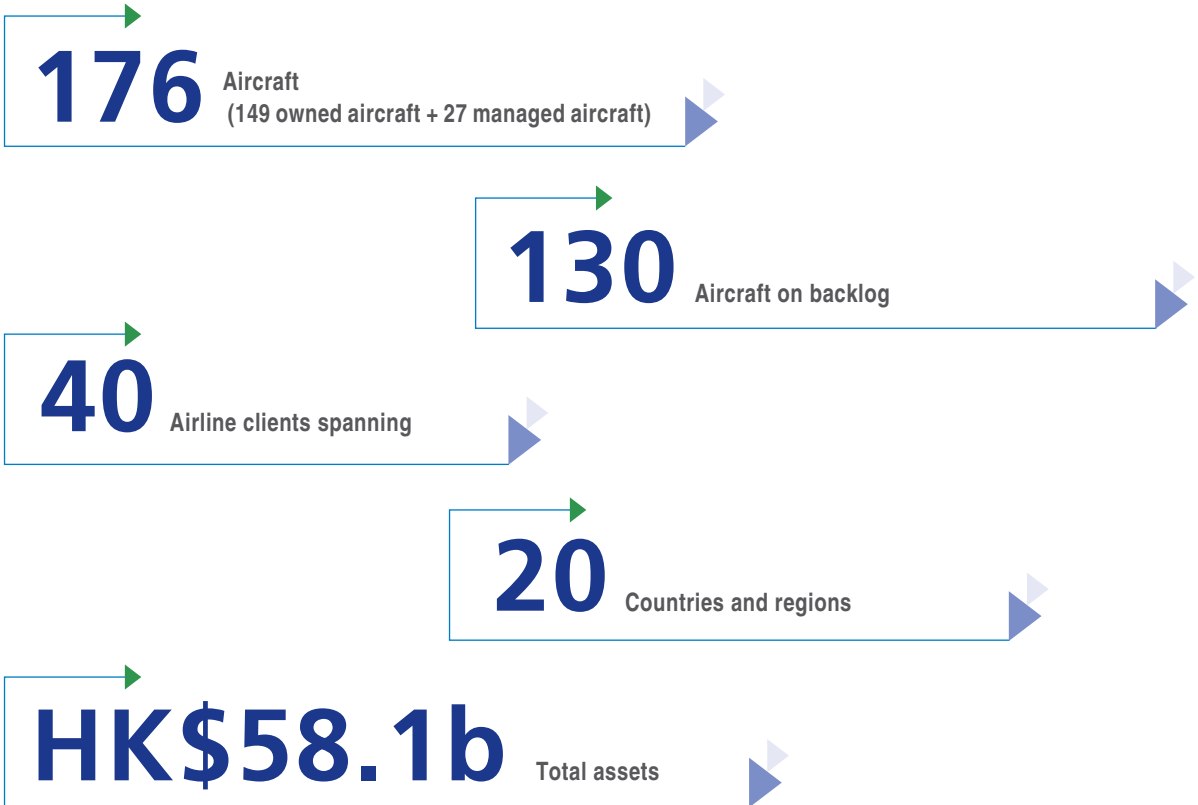 176 Aircraft
(149 owned aircraft + 27 managed aircraft)
130 Aircraft on backlog
40 Airline clients spanning
20 Countries and regions
HK$58.1b Total assets